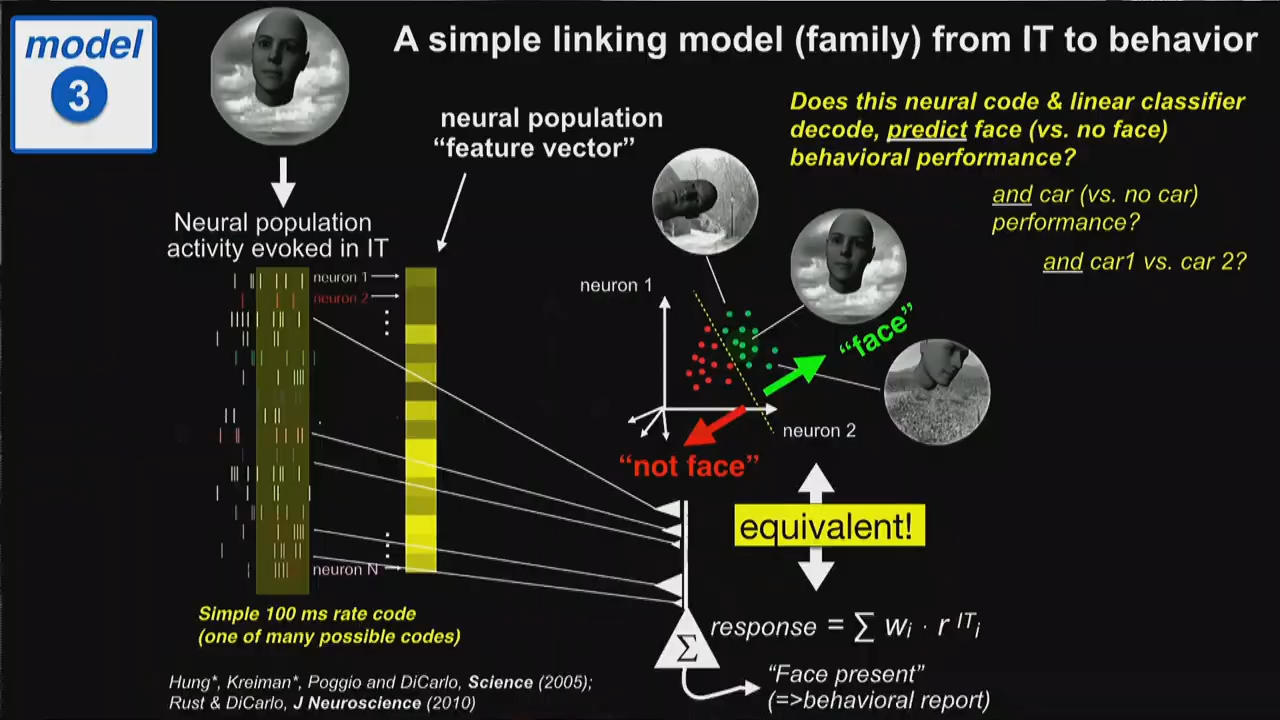 model
3
A simple linking model (family) from IT to behavior
neural population
“feature vector”
Does this neural code & linear classifier
decode, predict face (vs. no face)
behavioral performance?
and car (vs. no car)
performance?
and car1 vs. car 2?
Neural population
activity evoked in IT
neuron 1
neuron 2
neuron N
Simple 100 ms rate code
(one of many possible codes)
neuron 1
neuron 2
“face”
“not face”
equivalent!
Σ
response = ∑ wi · r ITi
“Face present”
(=>behavioral report)
Hung*, Kreiman*, Poggio and DiCarlo, Science (2005);
Rust & DiCarlo, J Neuroscience (2010)